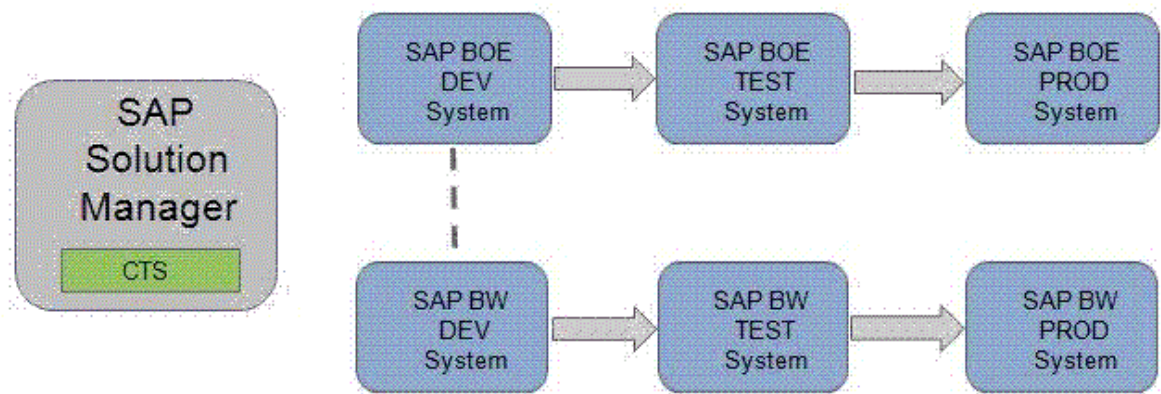 SAP
Solution
Manager
CTS
SAP BOE
DEV
System
SAP BOE
TEST
System
SAP BOE
PROD
System
SAP BW
DEV
System
SAP BW
TEST
System
SAP BW
PROD
System